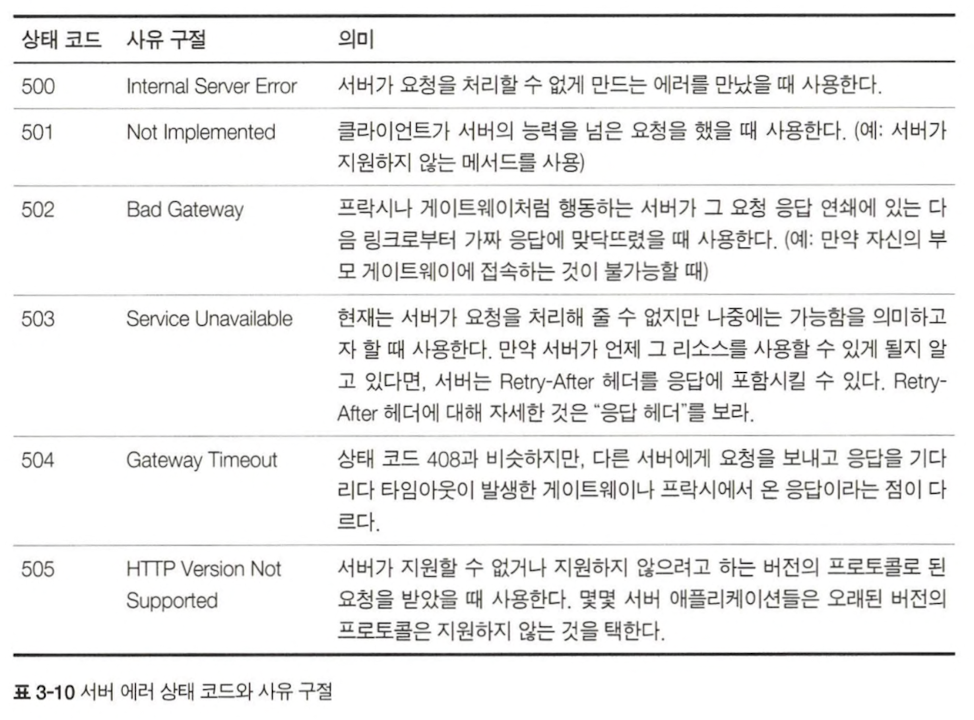 상태 코드 사유 구절 의미
500 Internal Server Error 서버가 요청을 처리할 수 없게 만드는 에러를 만났을 때 사용한다.
501 Not Implemented 클라이언트가 서버의 능력을 넘은 요청을 했을 때 사용한다. (예: 서버가
지원하지 않는 메서드를 사용)
502 Bad Gateway 프락시나 게이트웨이처럼 행동하는 서버가 그 요청 응답 연쇄에 있는 다
음 링크로부터 가짜 응답에 맞닥뜨렸을 때 사용한다. (예: 만약 자신의 부
모 게이트웨이에 접속하는 것이 불가능할 때)
503 Service Unavailable 현재는 서버가 요청을 처리해 줄 수 없지만 나중에는 가능함을 의미하고
자 할 때 사용한다. 만약 서버가 언제 그 리소스를 사용할 수 있게 될지 알
고 있다면, 서버는 Retry-After 헤더를 응답에 포함시킬 수 있다. Retry-
After 헤더에 대해 자세한 것은 “응답 헤더”를 보라.
504 Gateway Timeout 상태 코드 408과 비슷하지만, 다른 서버에게 요청을 보내고 응답을 기다
리다 타임아웃이 발생한 게이트웨이나 프락시에서 온 응답이라는 점이 다
르다.
505 HTTP Version Not 서버가 지원할 수 없거나 지원하지 않으려고 하는 버전의 프로토콜로 된
Supported 요청을 받았을 때 사용한다. 몇몇 서버 애플리케이션들은 오래된 버전의
프로토콜은 지원하지 않는 것을 택한다.
표 3-10 서버 에러 상태 코드와 사유 구절